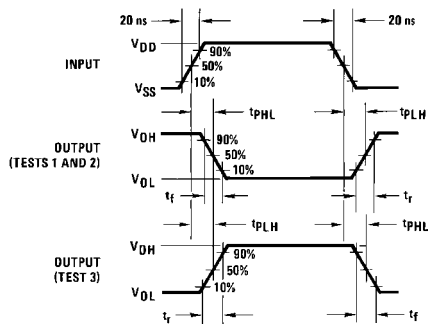 20 ns
20 ns
VDD
INPUT
90%
50%
10%
VSS
tPHL
tPLH
VOH
OUTPUT
(TESTS 1 AND 2)
90%
50%
10%
VOL
tf
tr
tPLH
tPHL
VOH
OUTPUT
(TEST 3)
90%
50%
10%
VOL
tr
tf